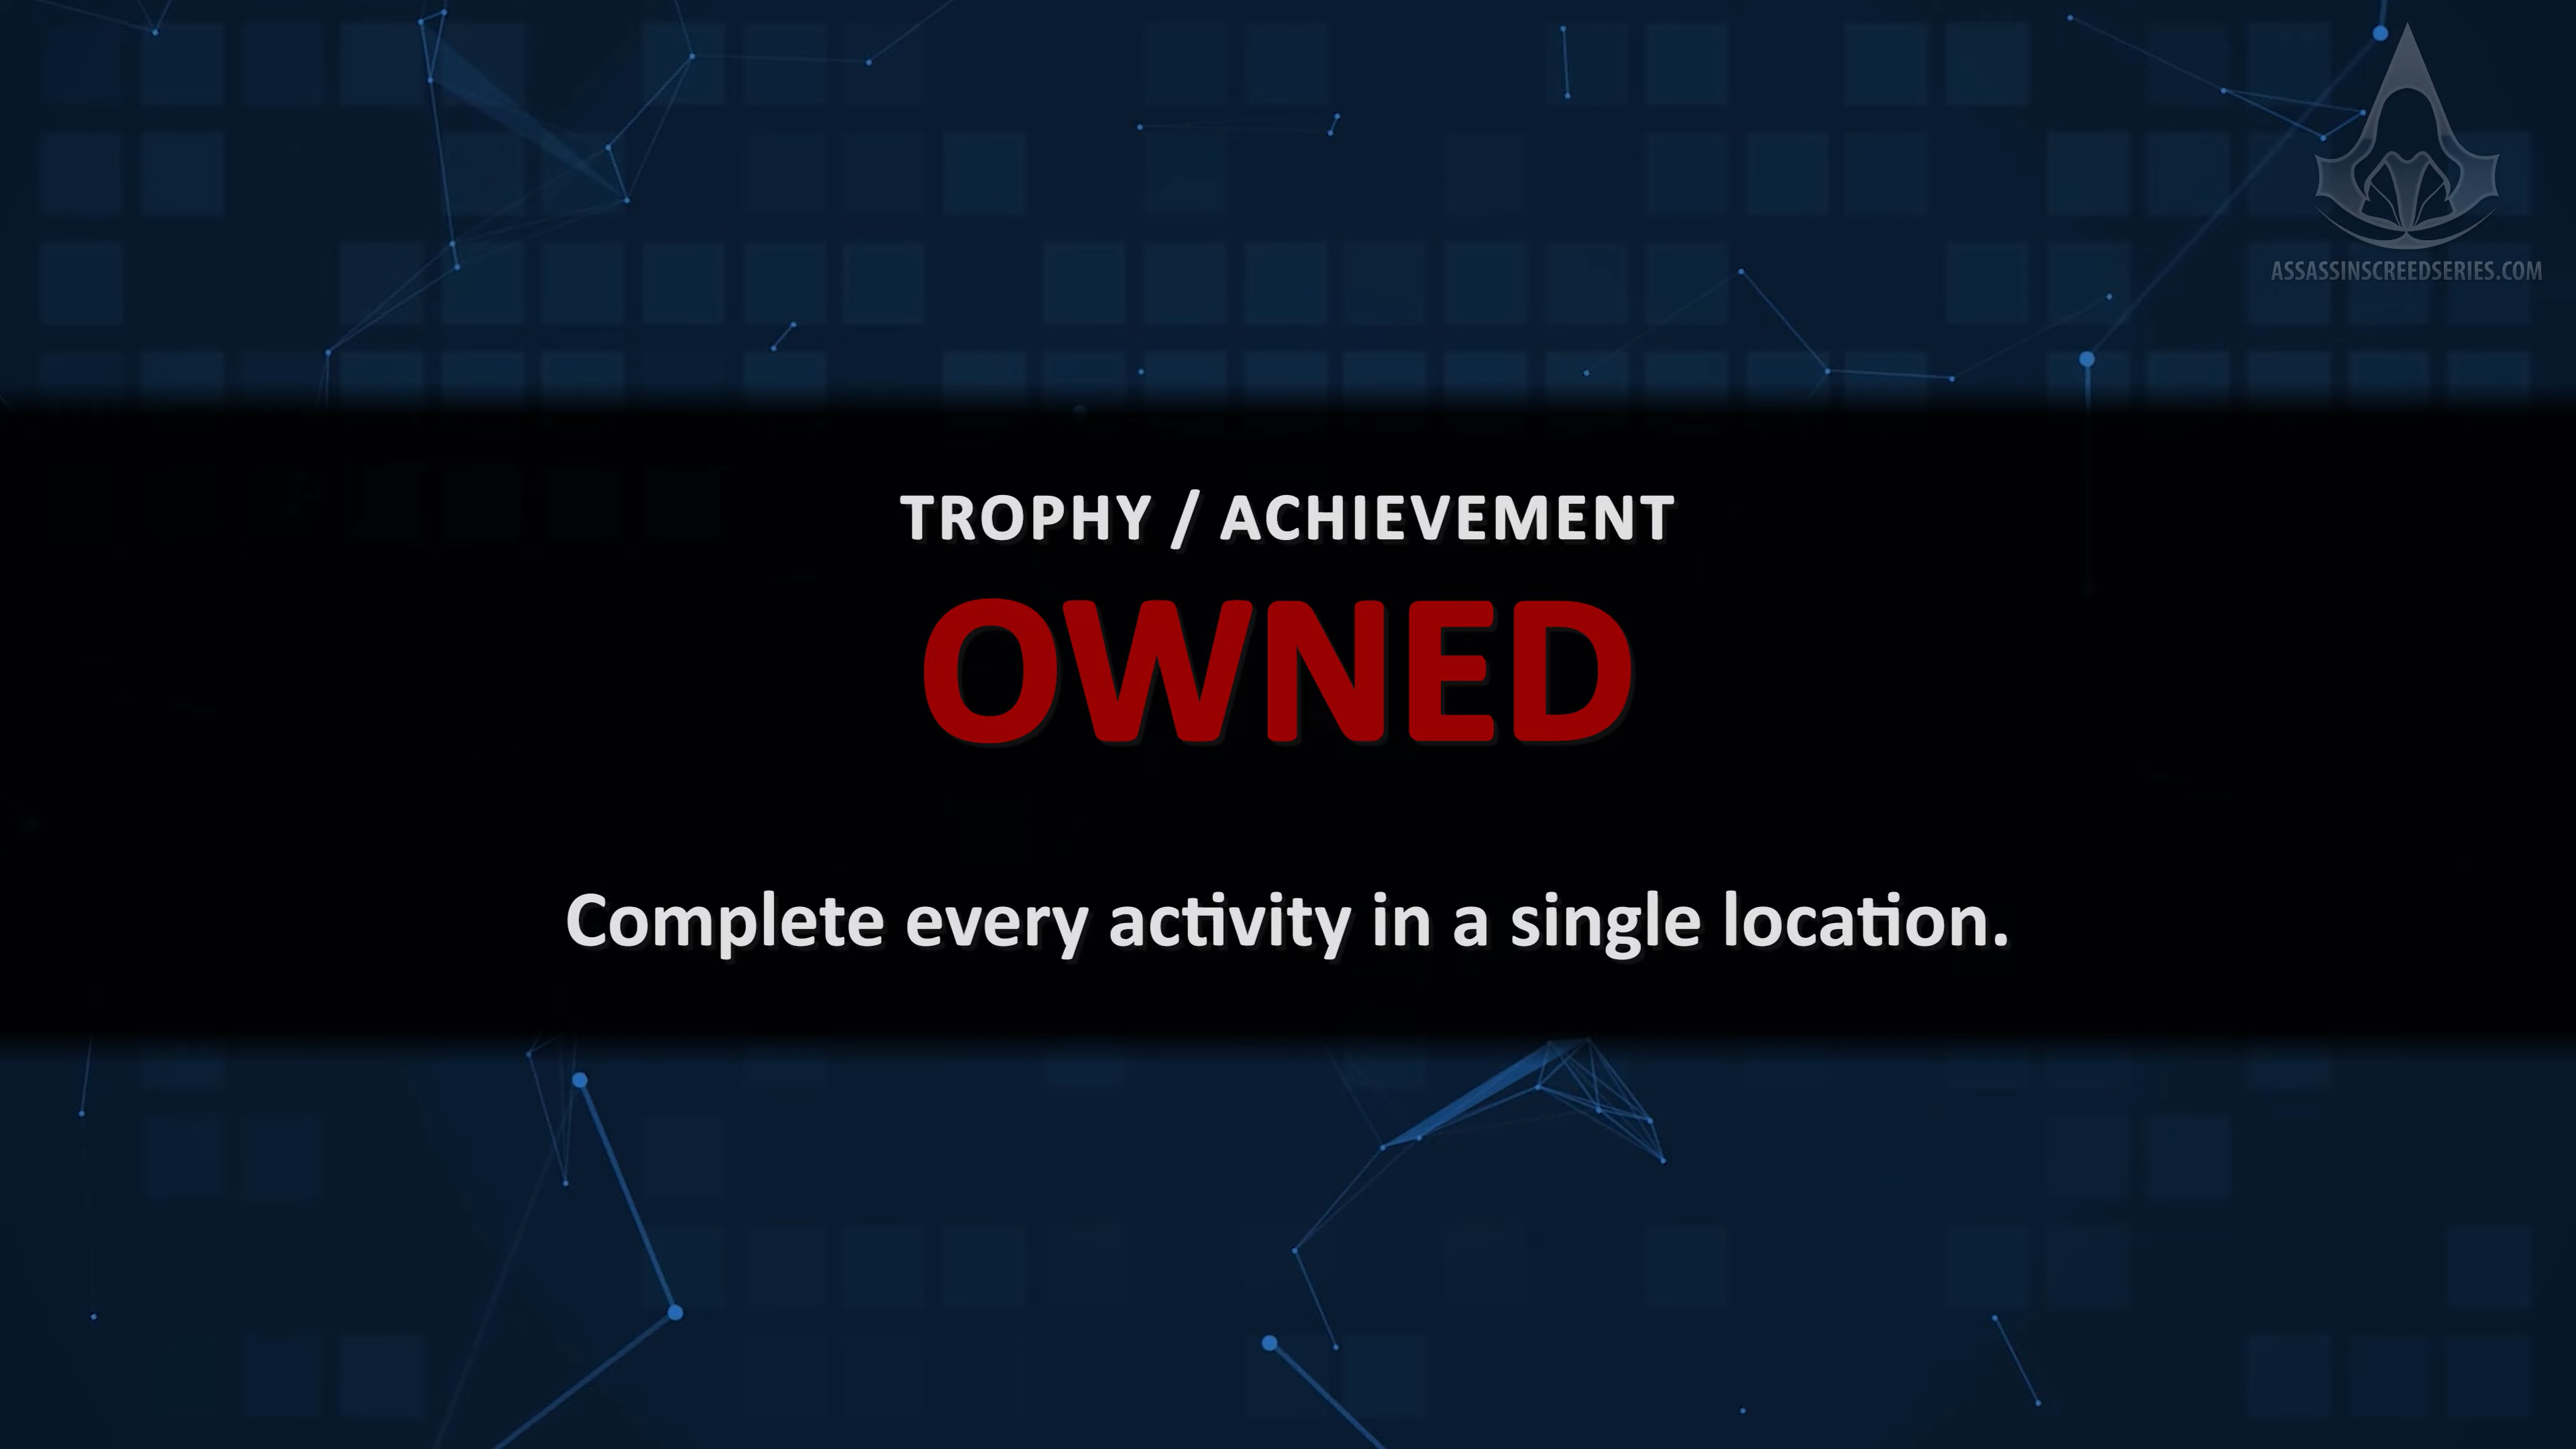 ASSASSINSCREEDSERIES.COM
TROPHY / ACHIEVEMENT
OWNED
Complete every activity in a single location.